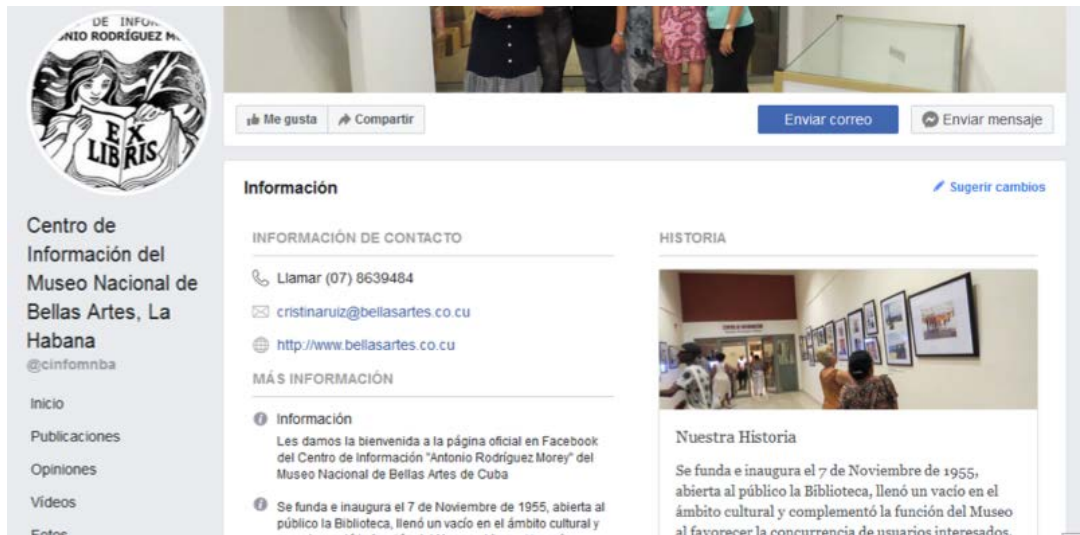 DE INFOR
NIO RODRÍGUEZ M
EX
LIBRIS
Centro de
Información del
Museo Nacional de
Bellas Artes, La
Habana
@cinfomnba
Inicio
Publicaciones
Opiniones
Vídeos
Fotos
Me gusta
Compartir
Enviar correo
Enviar mensaje
Información
Sugerir cambios
INFORMACIÓN DE CONTACTO
Llamar (07) 8639484
cristinaruiz@bellasartes.co.cu
http://www.bellasartes.co.cu
MÁS INFORMACIÓN
Información
Les damos la bienvenida a la página oficial en Facebook
del Centro de Información "Antonio Rodríguez Morey" del
Museo Nacional de Bellas Artes de Cuba
Se funda e inaugura el 7 de Noviembre de 1955, abierta al
público la Biblioteca, llenó un vacío en el ámbito cultural y
HISTORIA
CENTRO DE INFORMACIÓN
Nuestra Historia
Se funda e inaugura el 7 de Noviembre de 1955,
abierta al público la Biblioteca, llenó un vacío en el
ámbito cultural y complementó la función del Museo
al favorecer la concurrencia de usuarios interesados.